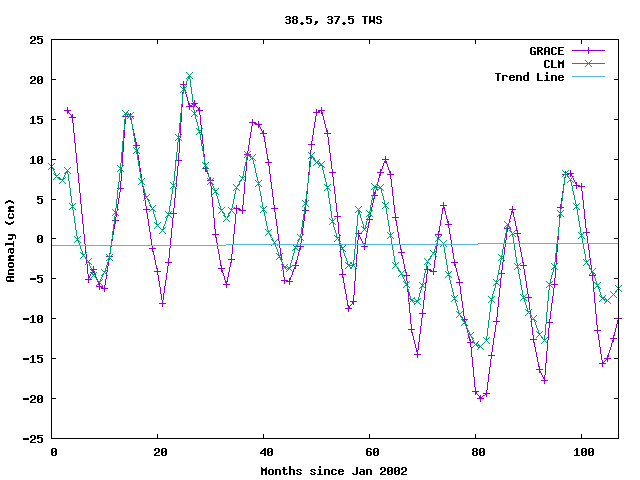 38.5, 37.5 TWS
GRACE
CLM
Trend Line
25
20
15
10
5
0
-5
-10
-15
-20
-25
Anomaly (cm)
0 20 40 60 80 100
Months since Jan 2002